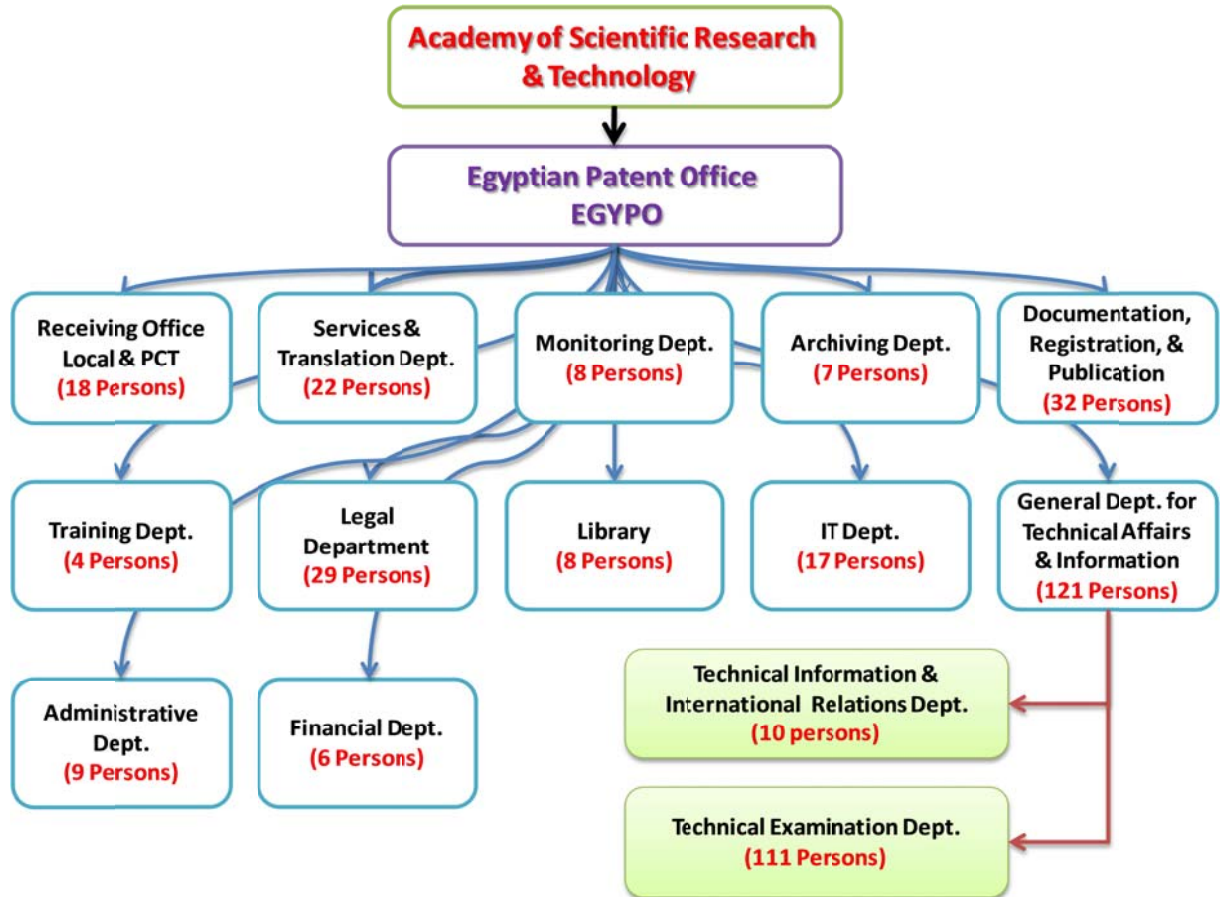 Academy of Scientific Research
& Technology
Egyptian Patent Office
EGYPO
Receiving Office
Local & PCT
(18 Persons)
Services &
Translation Dept.
(22 Persons)
Monitoring Dept.
(8 Persons)
Archiving Dept.
(7 Persons)
Documentation,
Registration, &
Publication
(32 Persons)
Training Dept.
(4 Persons)
Legal
Department
(29 Persons)
Library
(8 Persons)
IT Dept.
(17 Persons)
General Dept. for
Technical Affairs
& Information
(121 Persons)
Administrative
Dept.
(9 Persons)
Financial Dept.
(6 Persons)
Technical Information &
International Relations Dept.
(10 persons)
Technical Examination Dept.
(111 Persons)